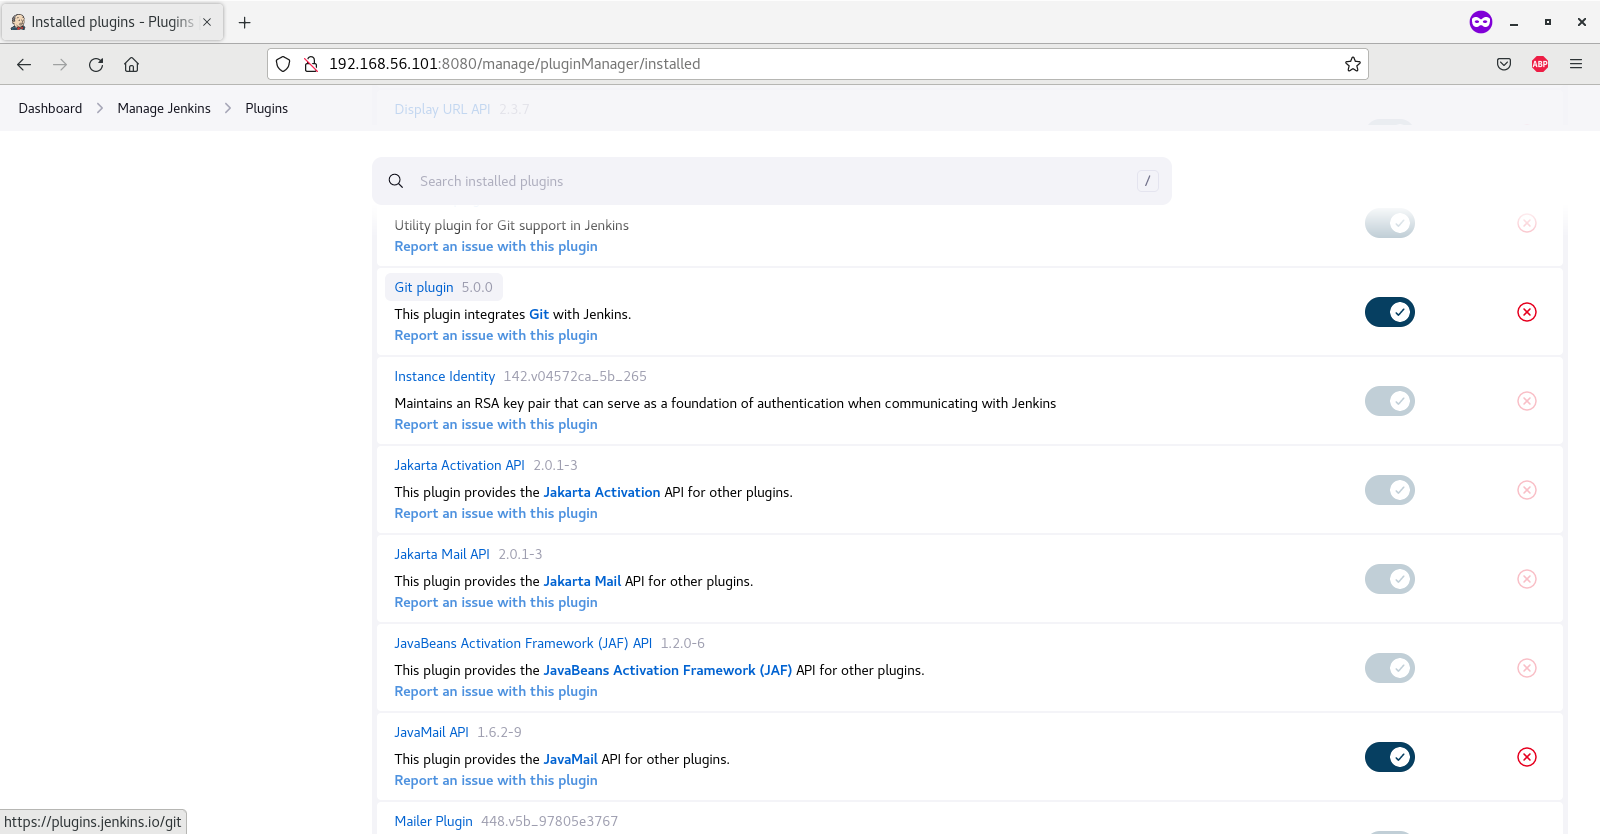 Installed plugins - Plugins
192.168.56.101:8080/manage/pluginManager/installed
ABP
Dashboard > Manage Jenkins > Plugins
Display URL API 2.3.7
Search installed plugins /
Utility plugin for Git support in Jenkins
Report an issue with this plugin
Git plugin 5.0.0
This plugin integrates Git with Jenkins.
Report an issue with this plugin
Instance Identity 142.v04572ca_5b_265
Maintains an RSA key pair that can serve as a foundation of authentication when communicating with Jenkins
Report an issue with this plugin
Jakarta Activation API 2.0.1-3
This plugin provides the Jakarta Activation API for other plugins.
Report an issue with this plugin
Jakarta Mail API 2.0.1-3
This plugin provides the Jakarta Mail API for other plugins.
Report an issue with this plugin
JavaBeans Activation Framework (JAF) API 1.2.0-6
This plugin provides the JavaBeans Activation Framework (JAF) API for other plugins.
Report an issue with this plugin
JavaMail API 1.6.2-9
This plugin provides the JavaMail API for other plugins.
Report an issue with this plugin
Mailer Plugin 448.v5b_97805e3767
https://plugins.jenkins.io/git